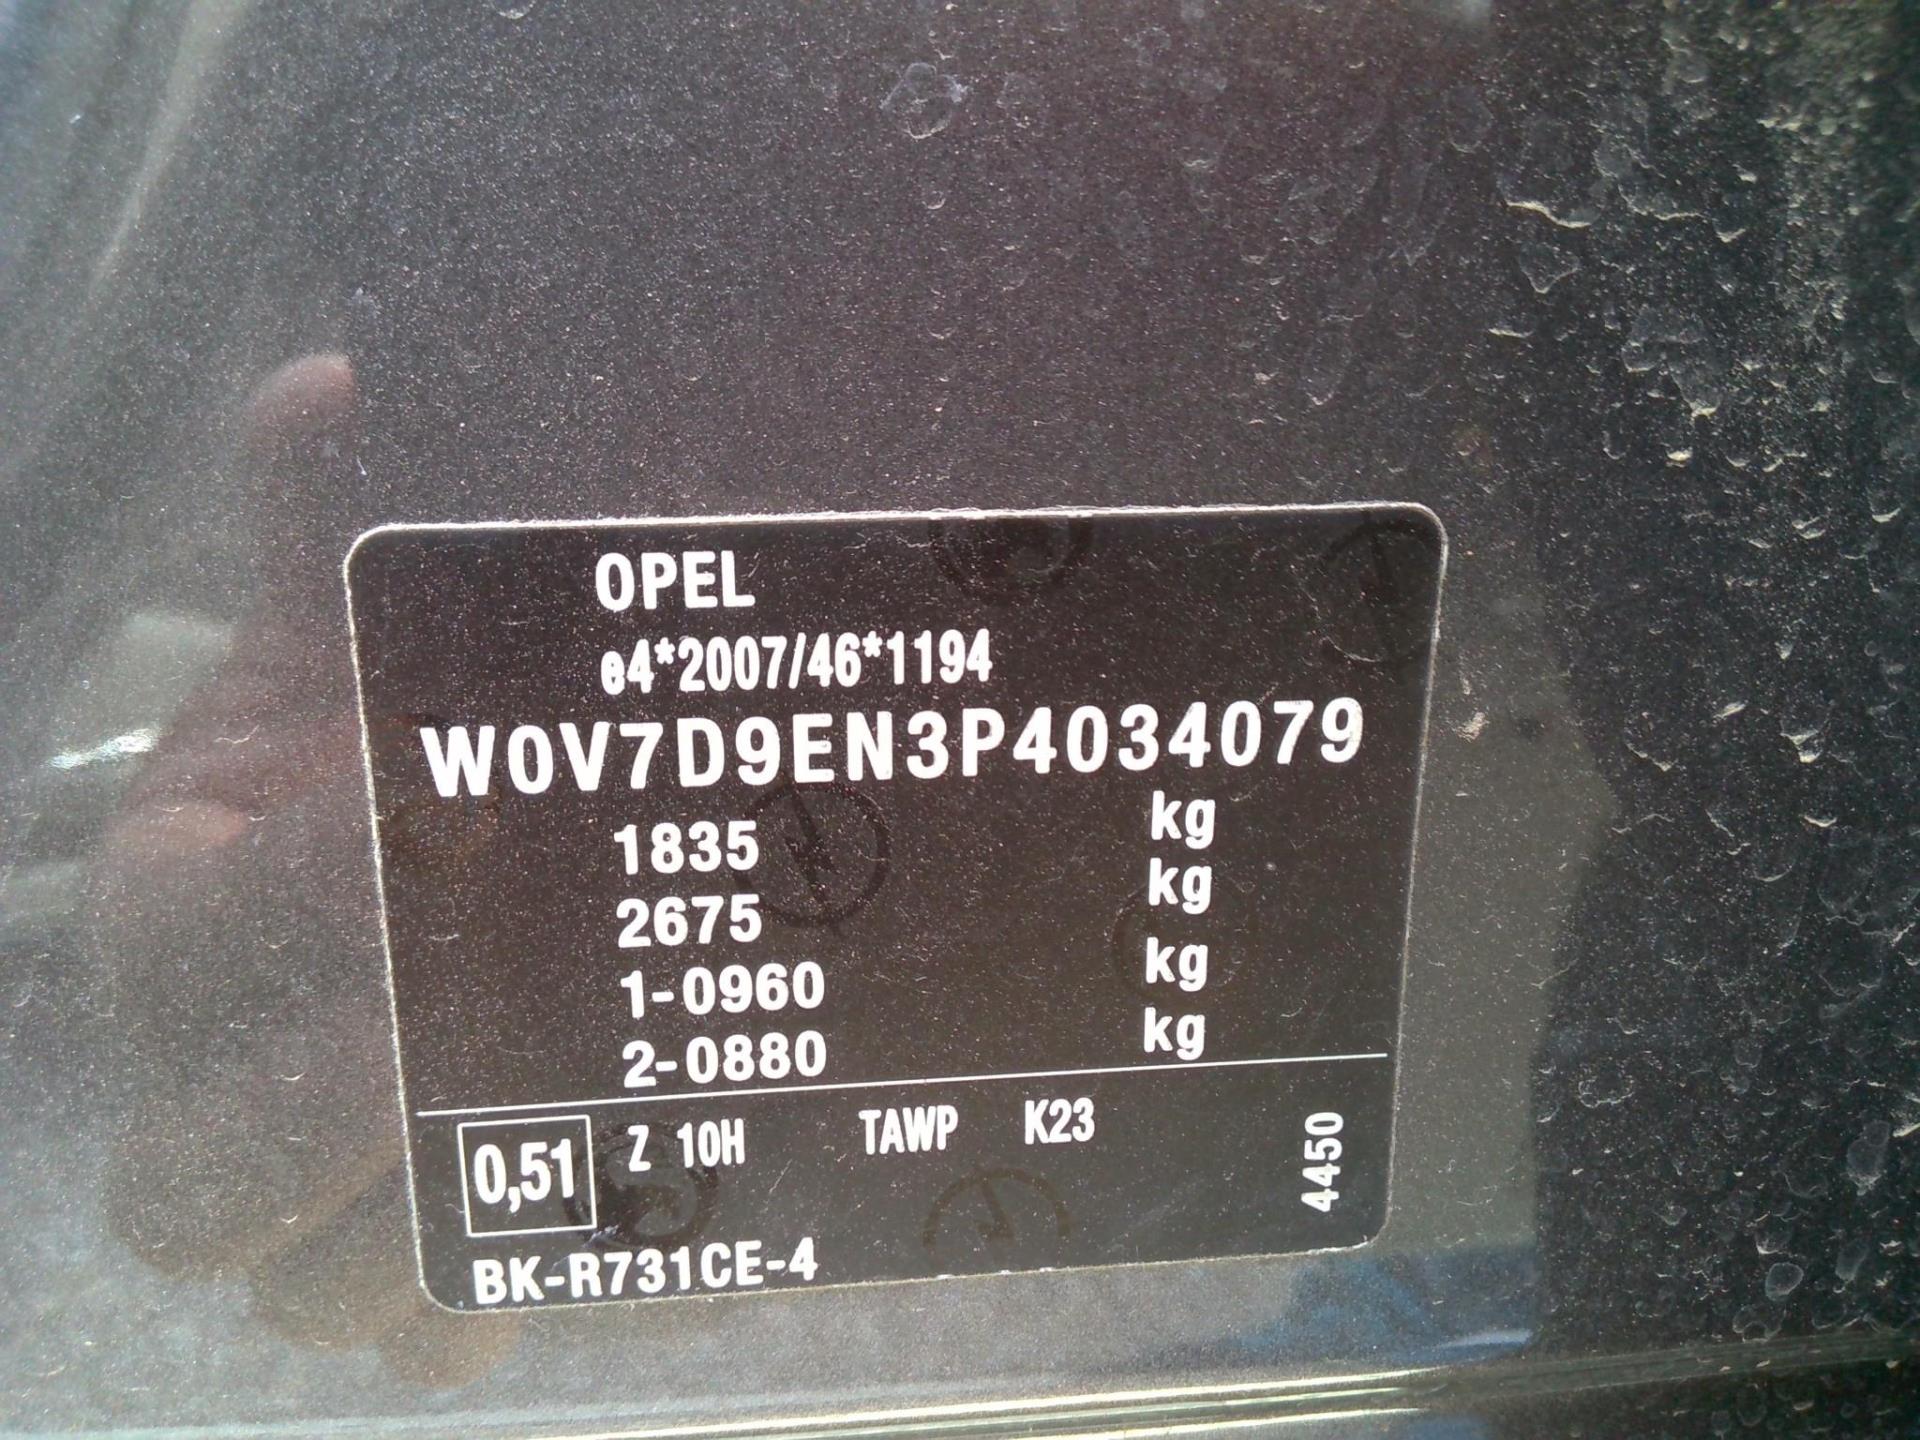 OPEL
e4*2007/46*1194
W0V7D9EN3P4034079
1835 kg
2675 kg
1-0960 kg
2-0880 kg
0,51 Z 10H TAWP K23
4450
BK-R731CE-4